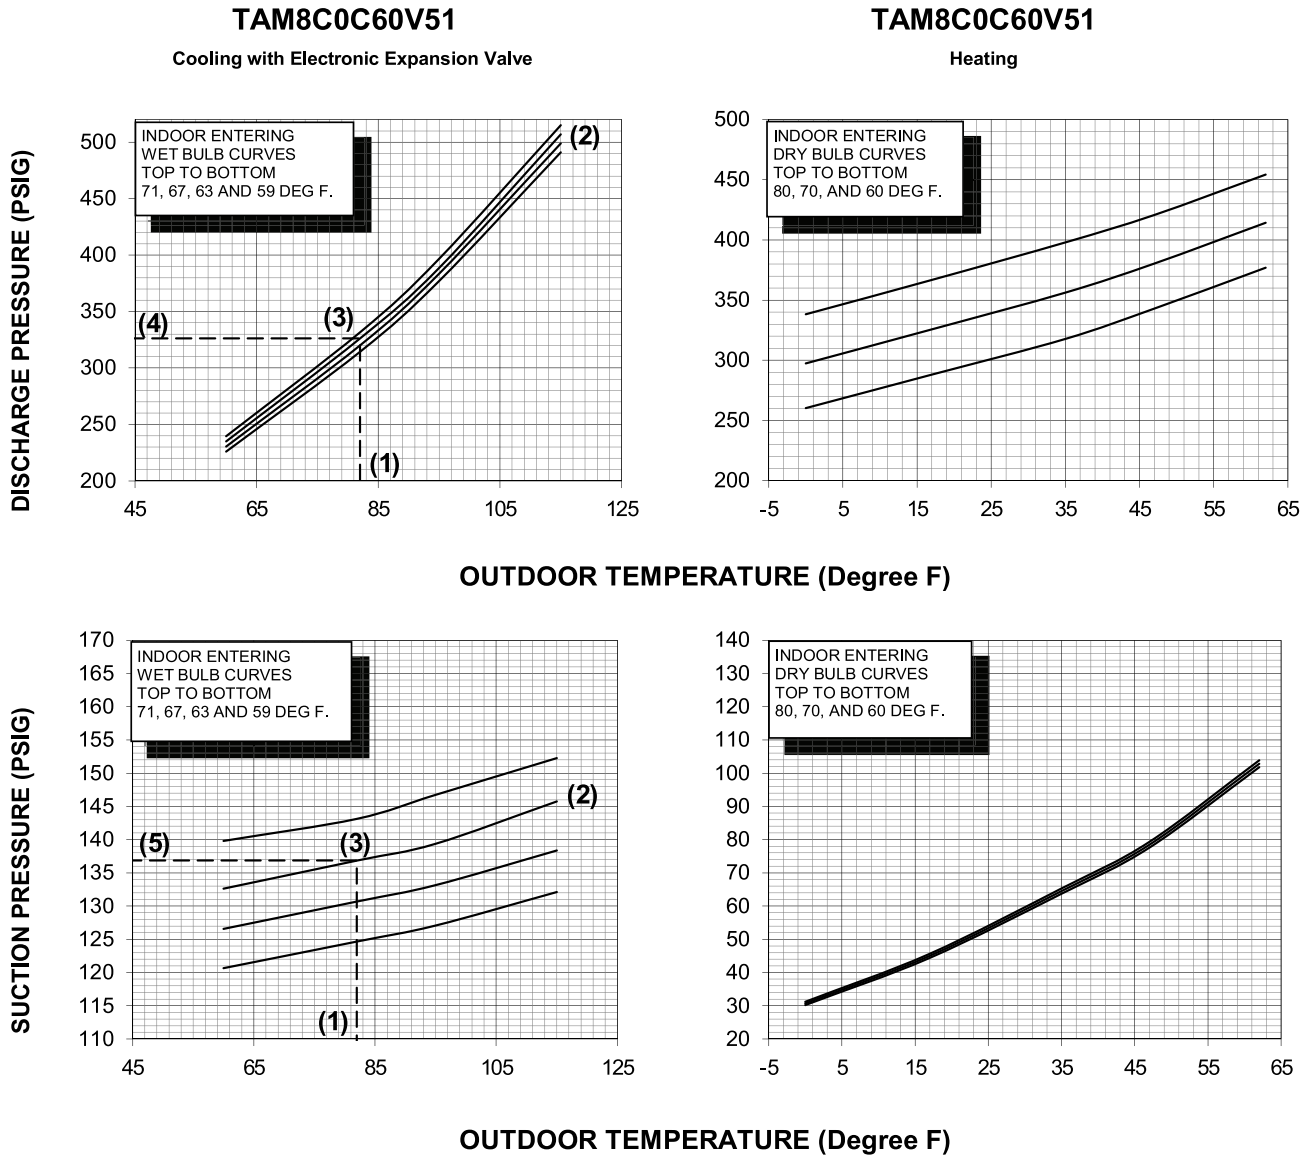 TAM8C0C60V51
Cooling with Electronic Expansion Valve
TAM8C0C60V51
Heating
DISCHARGE PRESSURE (PSIG)
500
450
400
350
300
250
200
INDOOR ENTERING
WET BULB CURVES
TOP TO BOTTOM
71, 67, 63 AND 59 DEG F.
(2)
(3)
(4)
(1)
45 65 85 105 125
500
450
400
350
300
250
200
INDOOR ENTERING
DRY BULB CURVES
TOP TO BOTTOM
80, 70, AND 60 DEG F.
-5 5 15 25 35 45 55 65
OUTDOOR TEMPERATURE (Degree F)
SUCTION PRESSURE (PSIG)
170
165
160
155
150
145
140
135
130
125
120
115
110
INDOOR ENTERING
WET BULB CURVES
TOP TO BOTTOM
71, 67, 63 AND 59 DEG F.
(2)
(5)
(3)
(1)
45 65 85 105 125
140
130
120
110
100
90
80
70
60
50
40
30
20
INDOOR ENTERING
DRY BULB CURVES
TOP TO BOTTOM
80, 70, AND 60 DEG F.
-5 5 15 25 35 45 55 65
OUTDOOR TEMPERATURE (Degree F)